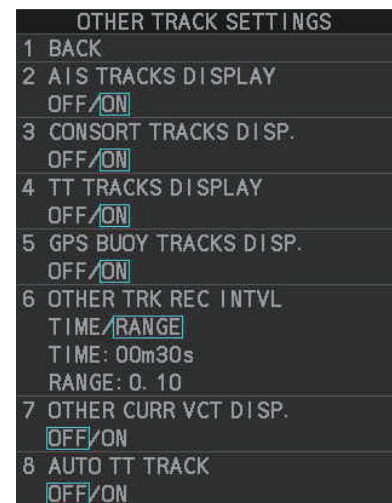 OTHER TRACK SETTINGS
1 BACK
2 AIS TRACKS DISPLAY
OFF/ON
3 CONSORT TRACKS DISP.
OFF/ON
4 TT TRACKS DISPLAY
OFF/ON
5 GPS BUOY TRACKS DISP.
OFF/ON
6 OTHER TRK REC INTVL
TIME/RANGE
TIME: 00m30s
RANGE: 0. 10
7 OTHER CURR VCT DISP.
OFF/ON
8 AUTO TT TRACK
OFF/ON